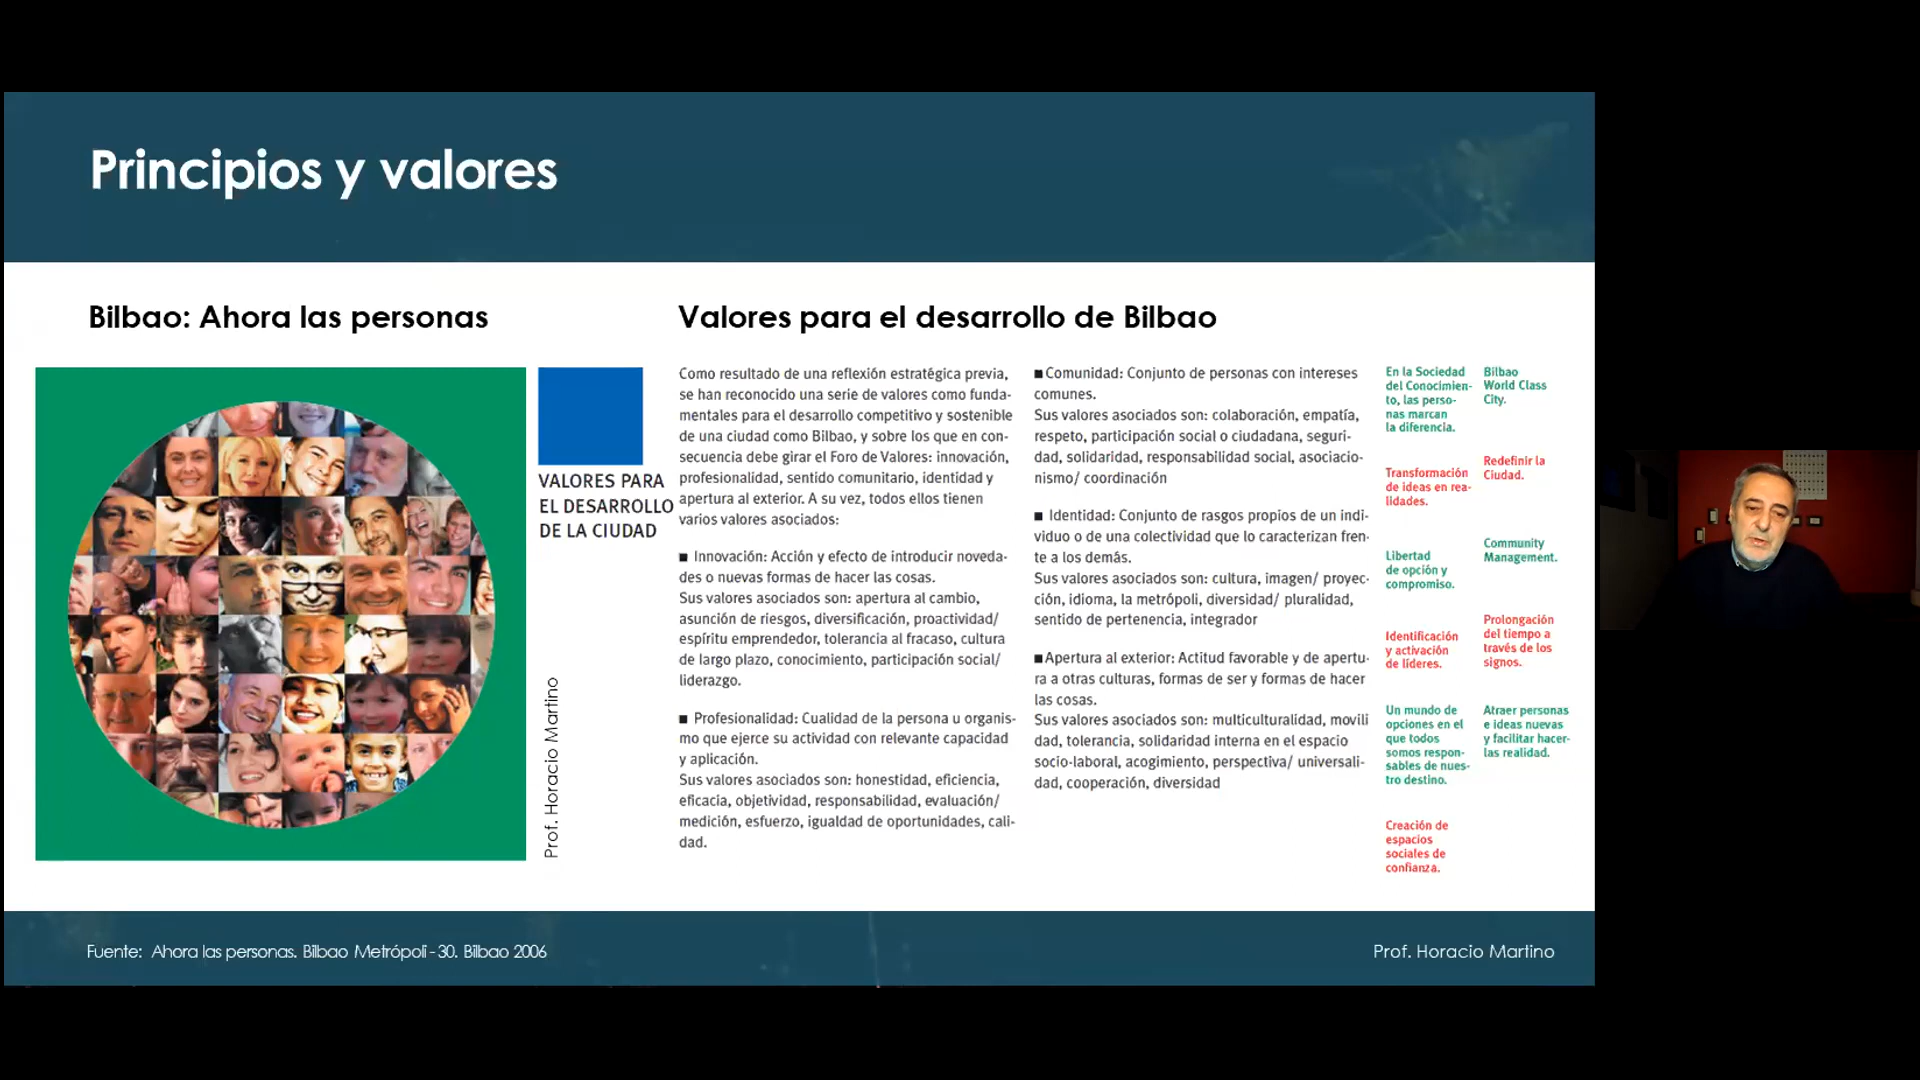 Principios y valores
Bilbao: Ahora las personas
VALORES PARA
EL DESARROLLO
DE LA CIUDAD
Prof. Horacio Martino
Valores para el desarrollo de Bilbao
Como resultado de una reflexión estratégica previa,
se han reconocido una serie de valores como funda-
mentales para el desarrollo competitivo y sostenible
de una ciudad como Bilbao, y sobre los que en con-
secuencia debe girar el Foro de Valores: innovación,
profesionalidad, sentido comunitario, identidad y
apertura al exterior. A su vez, todos ellos tienen
varios valores asociados:
■ Innovación: Acción y efecto de introducir noveda-
des o nuevas formas de hacer las cosas.
Sus valores asociados son: apertura al cambio,
asunción de riesgos, diversificación, proactividad/
espíritu emprendedor, tolerancia al fracaso, cultura
de largo plazo, conocimiento, participación social/
liderazgo.
■ Profesionalidad: Cualidad de la persona u organis-
mo que ejerce su actividad con relevante capacidad
y aplicación.
Sus valores asociados son: honestidad, eficiencia,
eficacia, objetividad, responsabilidad, evaluación/
medición, esfuerzo, igualdad de oportunidades, cali-
dad.
■Comunidad: Conjunto de personas con intereses
comunes.
Sus valores asociados son: colaboración, empatía,
respeto, participación social o ciudadana, seguri-
dad, solidaridad, responsabilidad social, asociacio-
nismo/ coordinación
■ Identidad: Conjunto de rasgos propios de un indi-
viduo o de una colectividad que lo caracterizan fren-
te a los demás.
Sus valores asociados son: cultura, imagen/ proyec-
ción, idioma, la metrópoli, diversidad/ pluralidad,
sentido de pertenencia, integrador
■Apertura al exterior: Actitud favorable y de apertu-
ra a otras culturas, formas de ser y formas de hacer
las cosas.
Sus valores asociados son: multiculturalidad, movili
dad, tolerancia, solidaridad interna en el espacio
socio-laboral, acogimiento, perspectiva/ universali-
dad, cooperación, diversidad
En la Sociedad
del Conocimien-
to, las perso-
nas marcan
la diferencia.
Transformación
de ideas en rea-
lidades.
Libertad
de opción y
compromiso.
Identificación
y activación
de líderes.
Un mundo de
opciones en el
que todos
somos respon-
sables de nues-
tro destino.
Creación de
espacios
sociales de
confianza.
Bilbao
World Class
City.
Redefinir la
Ciudad.
Community
Management.
Prolongación
del tiempo a
través de los
signos.
Atraer personas
e ideas nuevas
y facilitar hacer-
las realidad.
Fuente: Ahora las personas. Bilbao Metrópoli - 30. Bilbao 2006
Prof. Horacio Martino